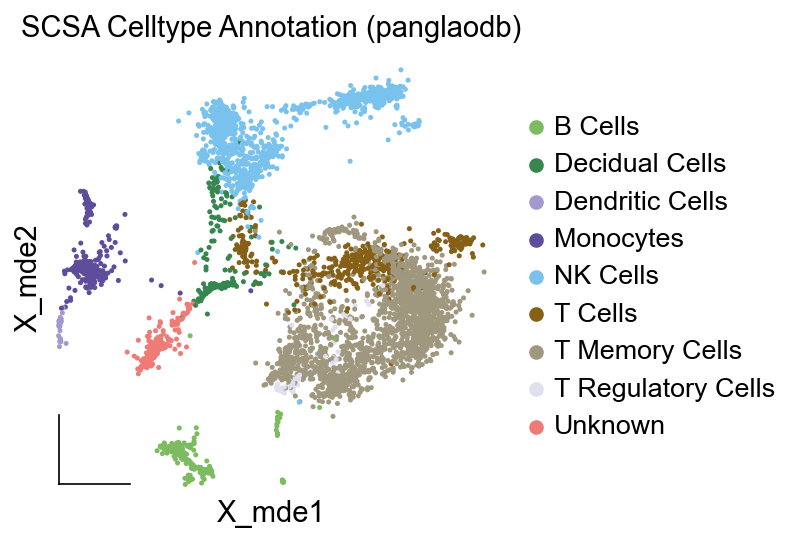 SCSA Celltype Annotation (panglaodb)
B Cells
Decidual Cells
Dendritic Cells
Monocytes
NK Cells
T Cells
T Memory Cells
T Regulatory Cells
Unknown
X_mde2
X_mde1